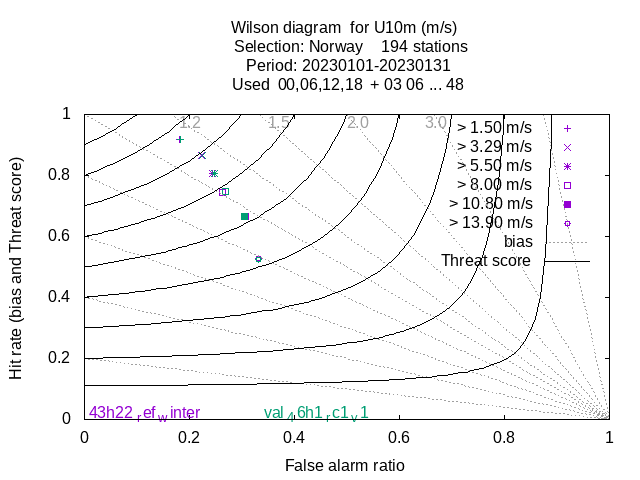 Wilson diagram  for U10m (m/s)
Selection: Norway    194 stations
Period: 20230101-20230131
Used  00,06,12,18  + 03 06 ... 48
Hit rate (bias and Threat score)
1
0.8
0.6
0.4
0.2
0
1.2 1.5 2.0 3.0
> 1.50 m/s
> 3.29 m/s
> 5.50 m/s
> 8.00 m/s
> 10.80 m/s
> 13.90 m/s
bias
Threat score
43h22ref winter val46h1rc1v1
0 0.2 0.4 0.6 0.8 1
False alarm ratio